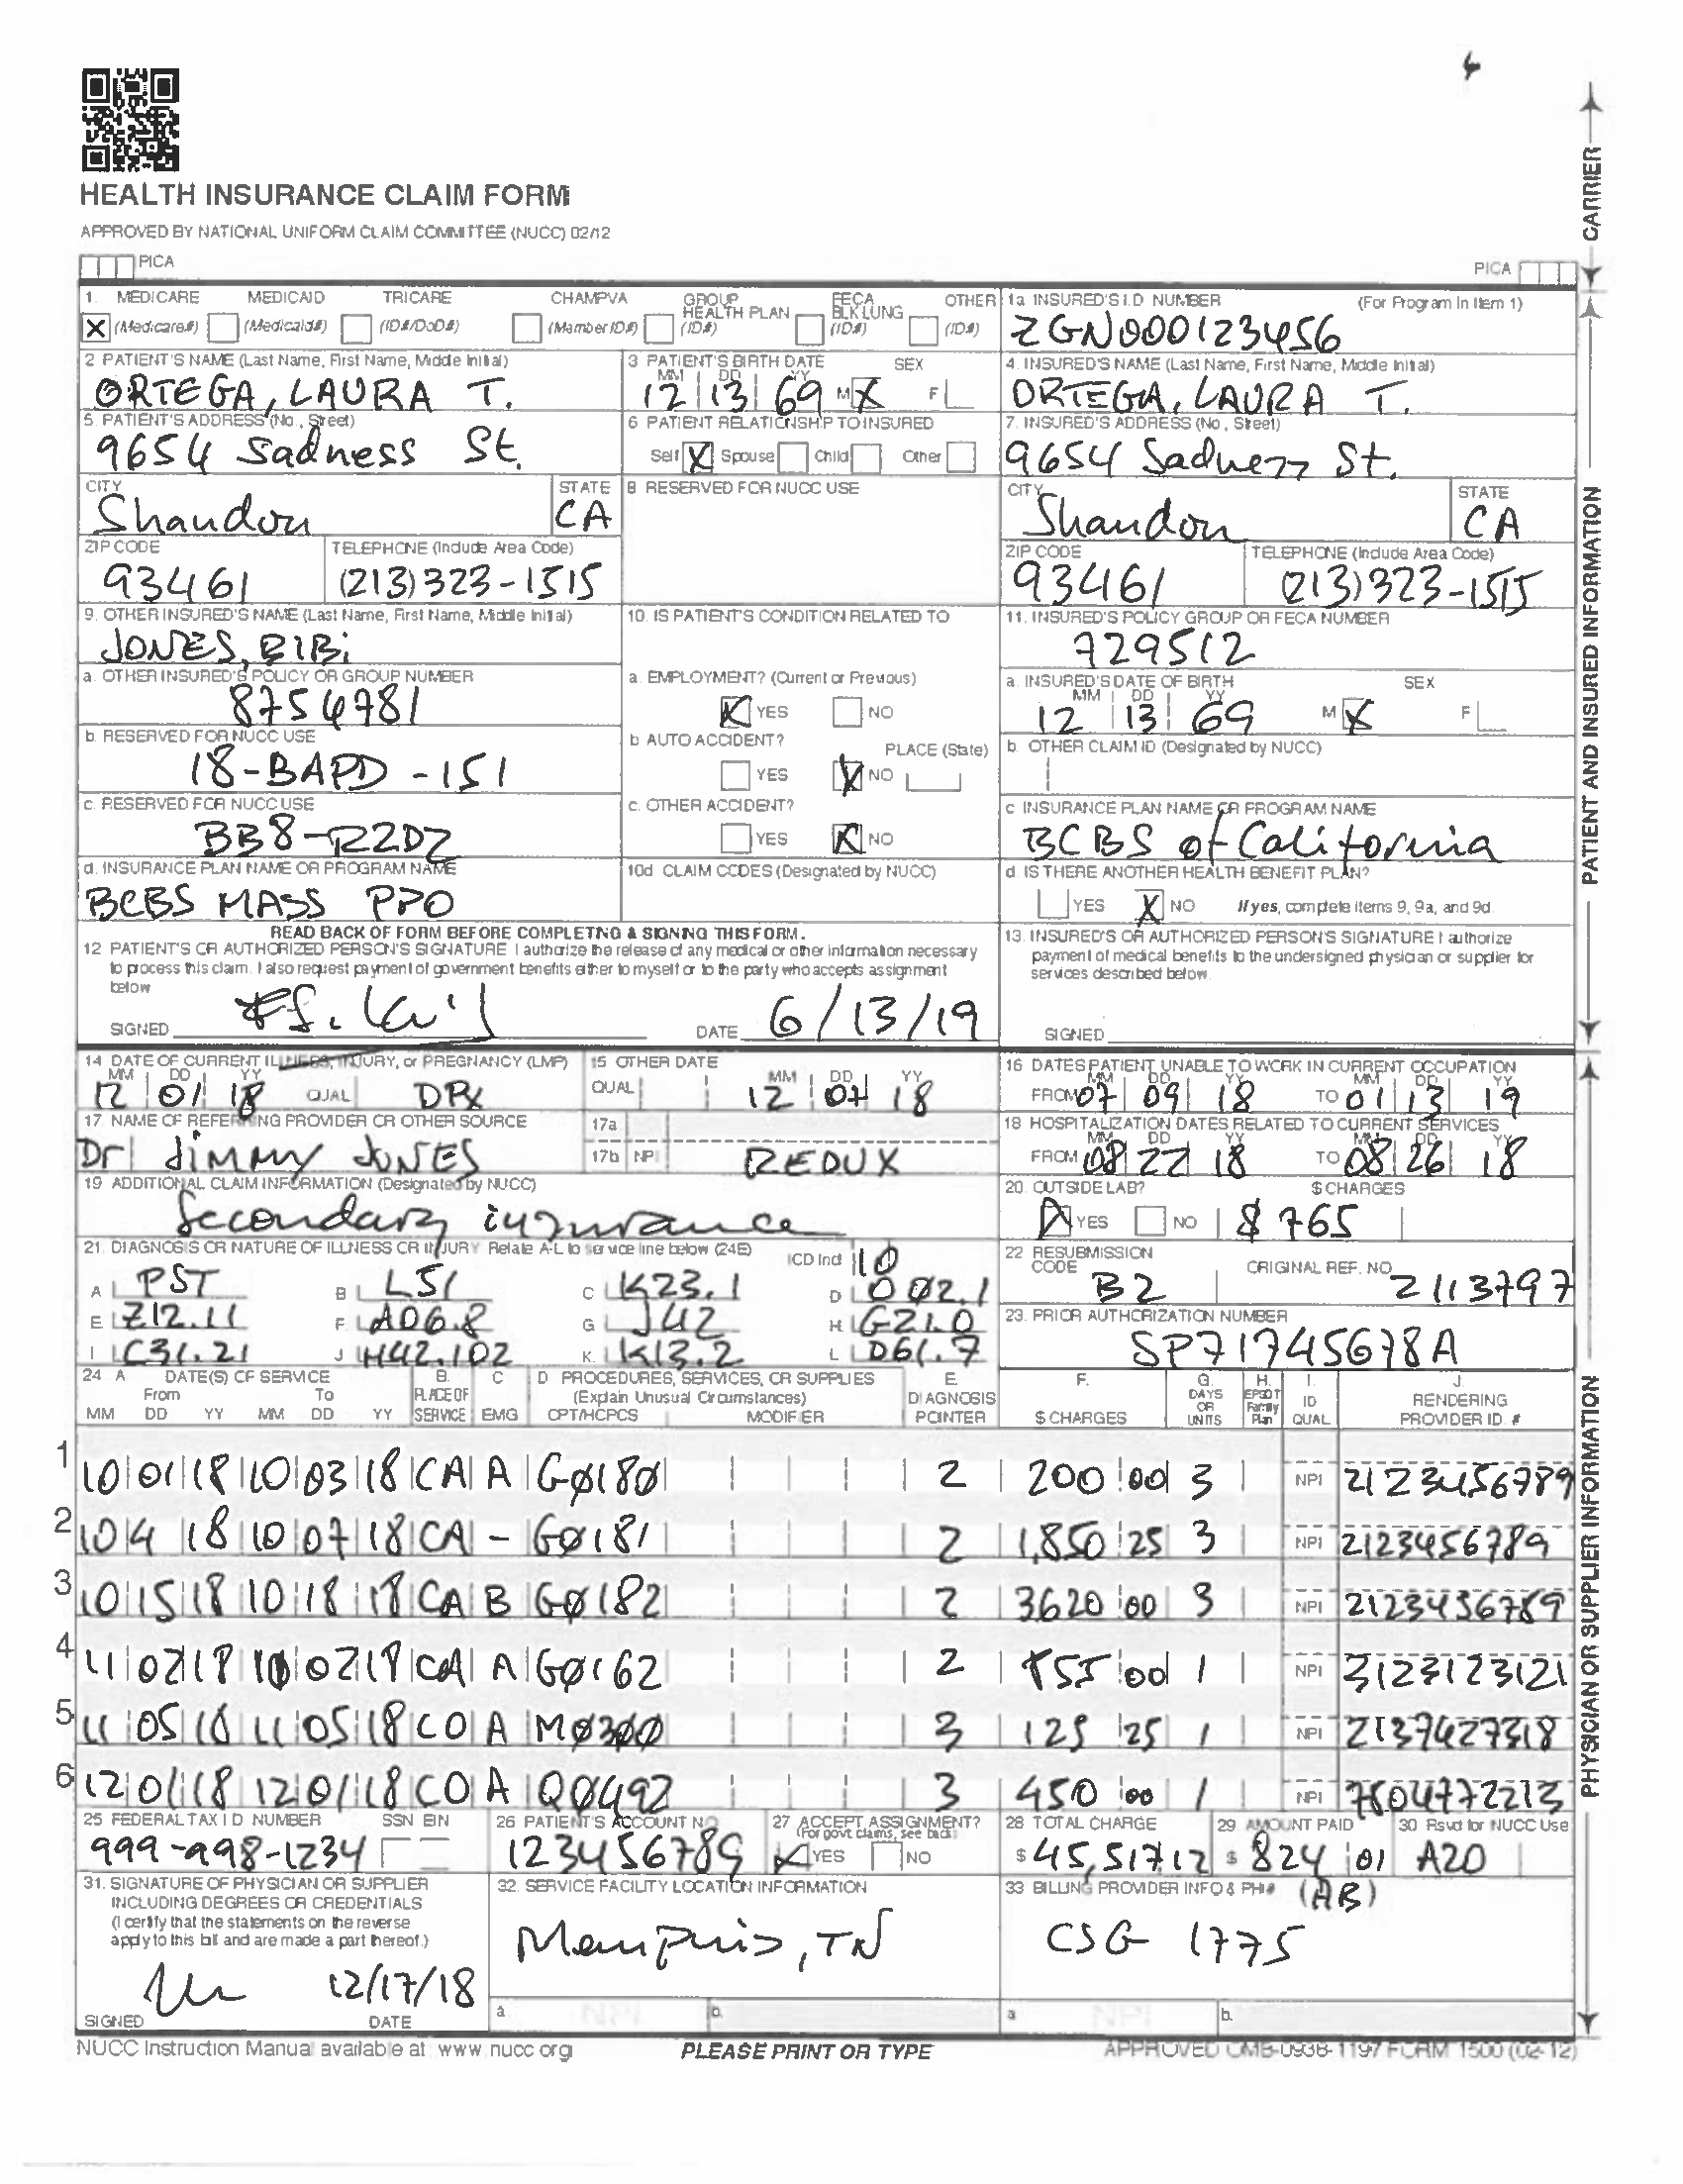 HEALTH INSURANCE CLAIM FORM
APPROVED BY NATIONAL UNIFORM CLAIM COMMITTEE (NUCC) 02/12
PICA PICA
CARRIER
1. MEDICARE MEDICAID TRICARE CHAMPVA GROUP HEALTH PLAN FECA BLK LUNG OTHER 1a INSURED'S I.D NUMBER (For Program In Item 1)
X (Medicare#) (Medicaid#) (ID#/DoD#) (Member ID#) (ID#) (ID#) (ID#) ZGN000123456
2 PATIENT'S NAME (Last Name, First Name, Middle Initial) 3 PATIENT'S BIRTH DATE SEX 4. INSURED'S NAME (Last Name, First Name, Middle Initial)
MM DD YY
ORTEGA, LAURA T. 12 13 69 M X F ORTEGA, LAURA T.
5. PATIENT'S ADDRESS (No., Street) 6 PATIENT RELATIONSHIP TO INSURED 7. INSURED'S ADDRESS (No, Street)
9654 Sadness St. Self X Spouse Child Other 9654 Sadness St.
CITY STATE 8 RESERVED FOR NUCC USE CITY STATE
Shandon CA Shandon CA
ZIP CODE TELEPHONE (Include Area Code) ZIP CODE TELEPHONE (Include Area Code)
93461 (213) 323-1515 93461 (213) 323-1515
9. OTHER INSURED'S NAME (Last Name, First Name, Middle Initial) 10. IS PATIENT'S CONDITION RELATED TO 11. INSURED'S POLICY GROUP OR FECA NUMBER
JONES, BIBi 729512
a. OTHER INSURED'S POLICY OR GROUP NUMBER a. EMPLOYMENT? (Current or Previous) a. INSURED'S DATE OF BIRTH SEX
MM DD YY
8754781 X YES NO 12 13 69 M X F
b. RESERVED FOR NUCC USE b AUTO ACCIDENT? PLACE (State) b. OTHER CLAIM ID (Designated by NUCC)
18-BAPD-151 YES X NO
c. RESERVED FOR NUCC USE c. OTHER ACCIDENT? c INSURANCE PLAN NAME OR PROGRAM NAME
BB8-R2D2 YES X NO BCBS of California
d. INSURANCE PLAN NAME OR PROGRAM NAME 10d CLAIM CODES (Designated by NUCC) d. IS THERE ANOTHER HEALTH BENEFIT PLAN?
BCBS MASS PPO YES X NO If yes, complete items 9, 9a, and 9d.
READ BACK OF FORM BEFORE COMPLETING & SIGNING THIS FORM.
12 PATIENT'S OR AUTHORIZED PERSON'S SIGNATURE I authorize the release of any medical or other information necessary
to process this claim. I also request payment of government benefits either to myself or to the party who accepts assignment
below
13. INSURED'S OR AUTHORIZED PERSON'S SIGNATURE I authorize
payment of medical benefits to the undersigned physician or supplier for
services described below.
SIGNED DATE 6/13/19 SIGNED
PATIENT AND INSURED INFORMATION
14 DATE OF CURRENT ILLNESS, INJURY, or PREGNANCY (LMP) 15 OTHER DATE 16 DATES PATIENT UNABLE TO WORK IN CURRENT OCCUPATION
MM DD YY MM DD YY MM DD YY MM DD YY
12 01 18 QUAL DRX QUAL 12 07 18 FROM 07 09 18 TO 01 13 19
17 NAME OF REFERRING PROVIDER OR OTHER SOURCE 17a 18 HOSPITALIZATION DATES RELATED TO CURRENT SERVICES
MM DD YY MM DD YY
Dr JIMMY JONES 17b NPI REDUX FROM 08 22 18 TO 08 26 18
19 ADDITIONAL CLAIM INFORMATION (Designated by NUCC) 20. OUTSIDE LAB? $ CHARGES
Secondary insurance X YES NO $ 765
21. DIAGNOSIS OR NATURE OF ILLNESS OR INJURY Relate A-L to service line below (24E) ICD Ind 10 22 RESUBMISSION CODE ORIGINAL REF. NO
A PST B L51 C K23.1 D 002.1 B2 2113797
E Z12.11 F. A06.8 G J42 H G21.0 23. PRIOR AUTHORIZATION NUMBER
I C31.21 J H42.102 K. K13.2 L D61.7 SP71745678A
24 A DATE(S) OF SERVICE B. C D PROCEDURES, SERVICES, OR SUPPLIES E. F. G. H. I. J.
From To PLACE OF (Explain Unusual Circumstances) DIAGNOSIS DAYS OR EPSDT Family ID RENDERING
MM DD YY MM DD YY SERVICE EMG CPT/HCPCS MODIFIER POINTER $ CHARGES UNITS Plan QUAL PROVIDER ID. #
1 10 01 18 10 03 18 CA A G0180 2 200 00 3 NPI 2123456789
2 10 4 18 10 07 18 CA - G0181 2 1,850 25 3 NPI 2123456789
3 10 15 18 10 18 18 CA B G0182 2 3620 00 3 NPI 2123456789
4 11 02 18 10 02 18 CA A G0162 2 855 00 1 NPI 3123123121
5 11 05 18 11 05 18 CO A M0300 3 125 25 1 NPI 2137427318
6 12 01 18 12 01 18 CO A Q0492 3 450 00 1 NPI 7504772213
25 FEDERAL TAX I D NUMBER SSN EIN 26 PATIENT'S ACCOUNT NO 27 ACCEPT ASSIGNMENT? (For govt claims, see back) 28 TOTAL CHARGE 29 AMOUNT PAID 30 Rsvd for NUCC Use
999-998-1234 123456789 X YES NO $ 45,517.12 $ 824 01 A20
31. SIGNATURE OF PHYSICIAN OR SUPPLIER
INCLUDING DEGREES OR CREDENTIALS
(I certify that the statements on the reverse
apply to this bill and are made a part thereof.)
12/17/18
SIGNED DATE
32. SERVICE FACILITY LOCATION INFORMATION
Memphis, TN
a. b.
33 BILLING PROVIDER INFO & PH# (AB)
CSG 1775
a. NPI b.
PHYSICIAN OR SUPPLIER INFORMATION
NUCC Instruction Manual available at www.nucc.org PLEASE PRINT OR TYPE APPROVED OMB-0938-1197 FORM 1500 (02-12)